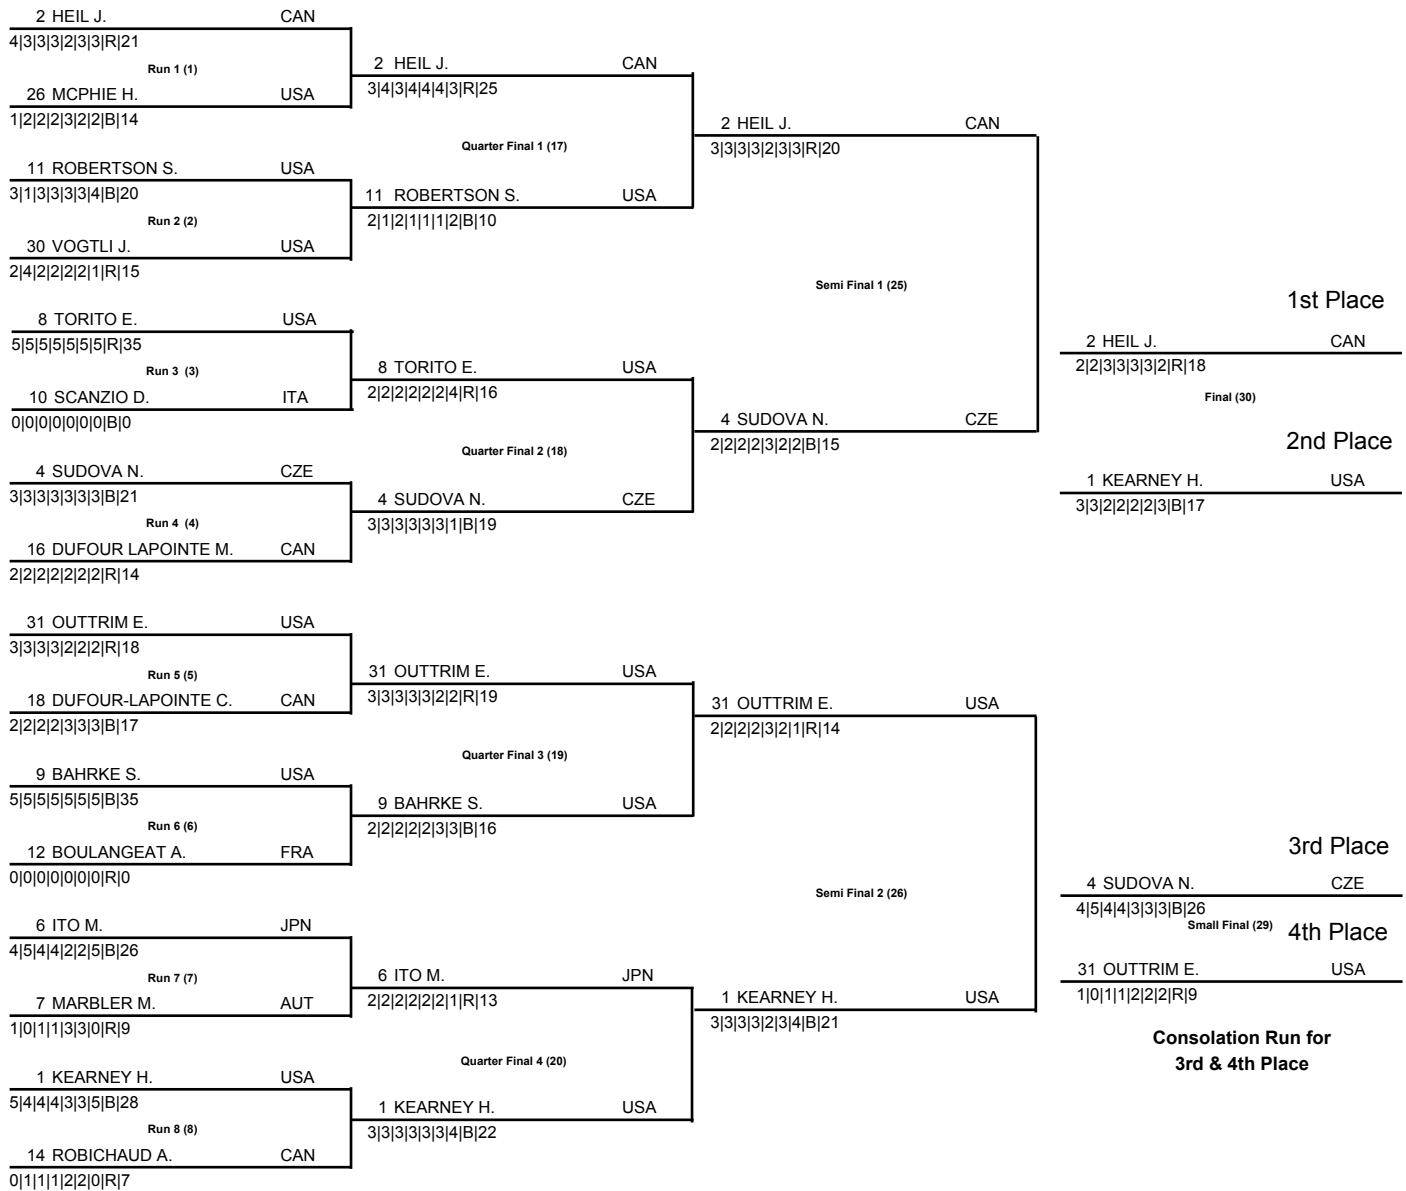 2 HEIL J. CAN
4|3|3|3|2|3|3|R|21
Run 1 (1)
26 MCPHIE H. USA
1|2|2|2|3|2|2|B|14
11 ROBERTSON S. USA
3|1|3|3|3|3|4|B|20
Run 2 (2)
30 VOGTLI J. USA
2|4|2|2|2|2|1|R|15
8 TORITO E. USA
5|5|5|5|5|5|5|R|35
Run 3 (3)
10 SCANZIO D. ITA
0|0|0|0|0|0|0|B|0
4 SUDOVA N. CZE
3|3|3|3|3|3|3|B|21
Run 4 (4)
16 DUFOUR LAPOINTE M. CAN
2|2|2|2|2|2|2|R|14
31 OUTTRIM E. USA
3|3|3|3|2|2|2|R|18
Run 5 (5)
18 DUFOUR-LAPOINTE C. CAN
2|2|2|2|3|3|3|B|17
9 BAHRKE S. USA
5|5|5|5|5|5|5|B|35
Run 6 (6)
12 BOULANGEAT A. FRA
0|0|0|0|0|0|0|R|0
6 ITO M. JPN
4|5|4|4|2|2|5|B|26
Run 7 (7)
7 MARBLER M. AUT
1|0|1|1|3|3|0|R|9
1 KEARNEY H. USA
5|4|4|4|3|3|5|B|28
Run 8 (8)
14 ROBICHAUD A. CAN
0|1|1|1|2|2|0|R|7
2 HEIL J. CAN
3|4|3|4|4|4|3|R|25
Quarter Final 1 (17)
11 ROBERTSON S. USA
2|1|2|1|1|1|2|B|10
8 TORITO E. USA
2|2|2|2|2|2|4|R|16
Quarter Final 2 (18)
4 SUDOVA N. CZE
3|3|3|3|3|3|1|B|19
31 OUTTRIM E. USA
3|3|3|3|3|2|2|R|19
Quarter Final 3 (19)
9 BAHRKE S. USA
2|2|2|2|2|3|3|B|16
6 ITO M. JPN
2|2|2|2|2|2|1|R|13
Quarter Final 4 (20)
1 KEARNEY H. USA
3|3|3|3|3|3|4|B|22
2 HEIL J. CAN
3|3|3|3|2|3|3|R|20
Semi Final 1 (25)
4 SUDOVA N. CZE
2|2|2|2|3|2|2|B|15
31 OUTTRIM E. USA
2|2|2|2|3|2|1|R|14
Semi Final 2 (26)
1 KEARNEY H. USA
3|3|3|3|2|3|4|B|21
1st Place
2 HEIL J. CAN
2|2|3|3|3|3|2|R|18
Final (30)
2nd Place
1 KEARNEY H. USA
3|3|2|2|2|2|3|B|17
3rd Place
4 SUDOVA N. CZE
4|5|4|4|3|3|3|B|26
Small Final (29) 4th Place
31 OUTTRIM E. USA
1|0|1|1|2|2|2|R|9
Consolation Run for
3rd & 4th Place